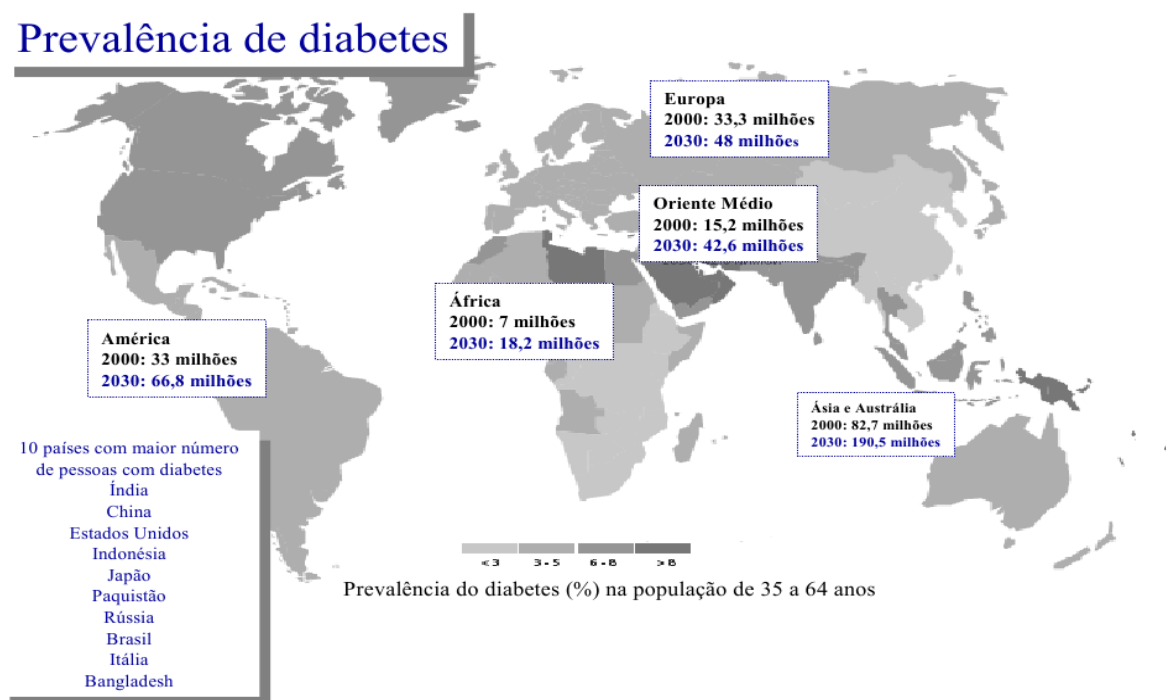 Prevalência de diabetes
Europa
2000: 33,3 milhões
2030: 48 milhões
Oriente Médio
2000: 15,2 milhões
2030: 42,6 milhões
África
2000: 7 milhões
2030: 18,2 milhões
América
2000: 33 milhões
2030: 66,8 milhões
Ásia e Austrália
2000: 82,7 milhões
2030: 190,5 milhões
10 países com maior número
de pessoas com diabetes
Índia
China
Estados Unidos
Indonésia
Japão
Paquistão
Rússia
Brasil
Itália
Bangladesh
<3 3-5 6-8 >8
Prevalência do diabetes (%) na população de 35 a 64 anos